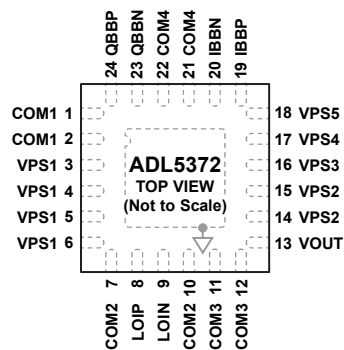 24 QBBP
23 QBBN
22 COM4
21 COM4
20 IBBN
19 IBBP
COM1 1
COM1 2
VPS1 3
VPS1 4
VPS1 5
VPS1 6
ADL5372
TOP VIEW
(Not to Scale)
18 VPS5
17 VPS4
16 VPS3
15 VPS2
14 VPS2
13 VOUT
COM2 7
LOIP 8
LOIN 9
COM2 10
COM3 11
COM3 12